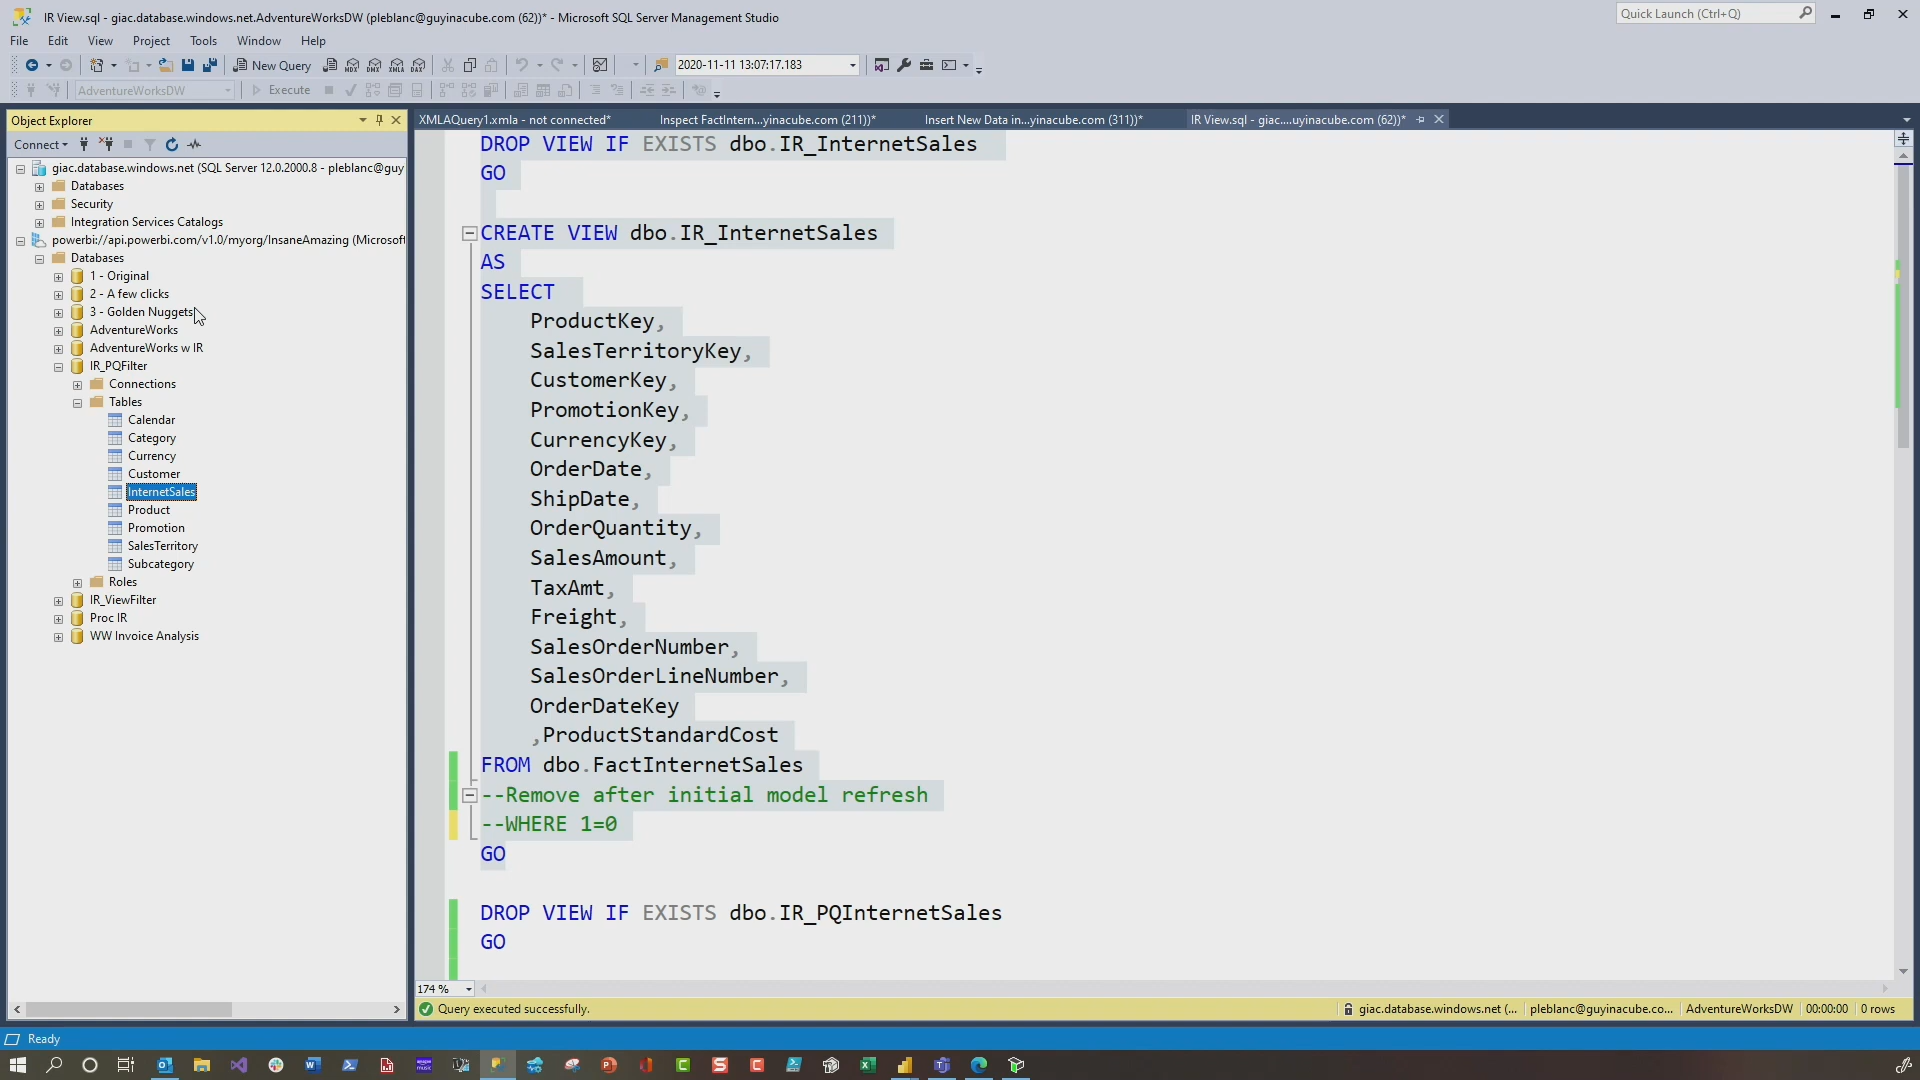 IR View.sql - giac.database.windows.net.AdventureWorksDW (pleblanc@guyinacube.com (62))* - Microsoft SQL Server Management Studio
Quick Launch (Ctrl+Q)
File Edit View Project Tools Window Help
New Query
MDX DMX XMLA DAX
2020-11-11 13:07:17.183
AdventureWorksDW
Execute
Object Explorer
XMLAQuery1.xmla - not connected*
Inspect FactIntern...yinacube.com (211))*
Insert New Data in...yinacube.com (311))*
IR View.sql - giac....uyinacube.com (62))*
Connect
giac.database.windows.net (SQL Server 12.0.2000.8 - pleblanc@guy
Databases
Security
Integration Services Catalogs
powerbi://api.powerbi.com/v1.0/myorg/InsaneAmazing (Microsoft
Databases
1 - Original
2 - A few clicks
3 - Golden Nuggets
AdventureWorks
AdventureWorks w IR
IR_PQFilter
Connections
Tables
Calendar
Category
Currency
Customer
InternetSales
Product
Promotion
SalesTerritory
Subcategory
Roles
IR_ViewFilter
Proc IR
WW Invoice Analysis
DROP VIEW IF EXISTS dbo.IR_InternetSales
GO
CREATE VIEW dbo.IR_InternetSales
AS
SELECT
ProductKey,
SalesTerritoryKey,
CustomerKey,
PromotionKey,
CurrencyKey,
OrderDate,
ShipDate,
OrderQuantity,
SalesAmount,
TaxAmt,
Freight,
SalesOrderNumber,
SalesOrderLineNumber,
OrderDateKey
,ProductStandardCost
FROM dbo.FactInternetSales
--Remove after initial model refresh
--WHERE 1=0
GO
DROP VIEW IF EXISTS dbo.IR_PQInternetSales
GO
174 %
Query executed successfully.
giac.database.windows.net (...
pleblanc@guyinacube.co...
AdventureWorksDW
00:00:00
0 rows
Ready